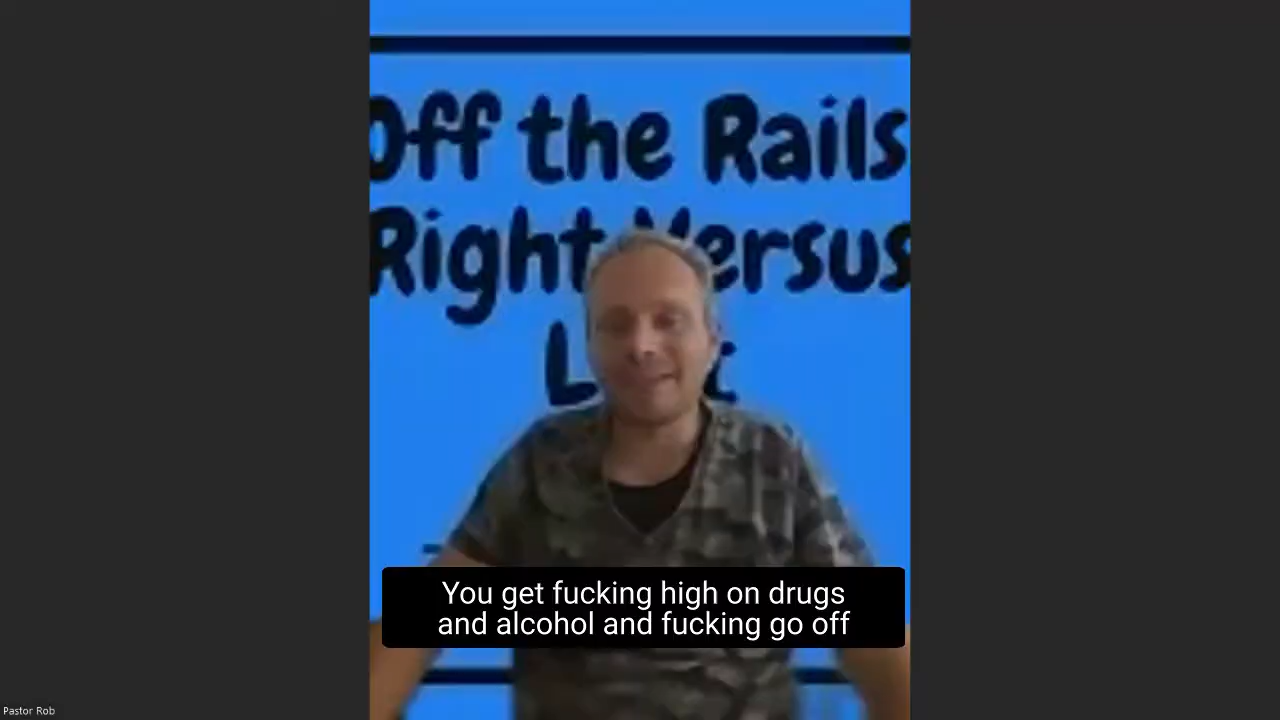 Off the Rails
Right Versus
You get fucking high on drugs
and alcohol and fucking go off
Pastor Rob